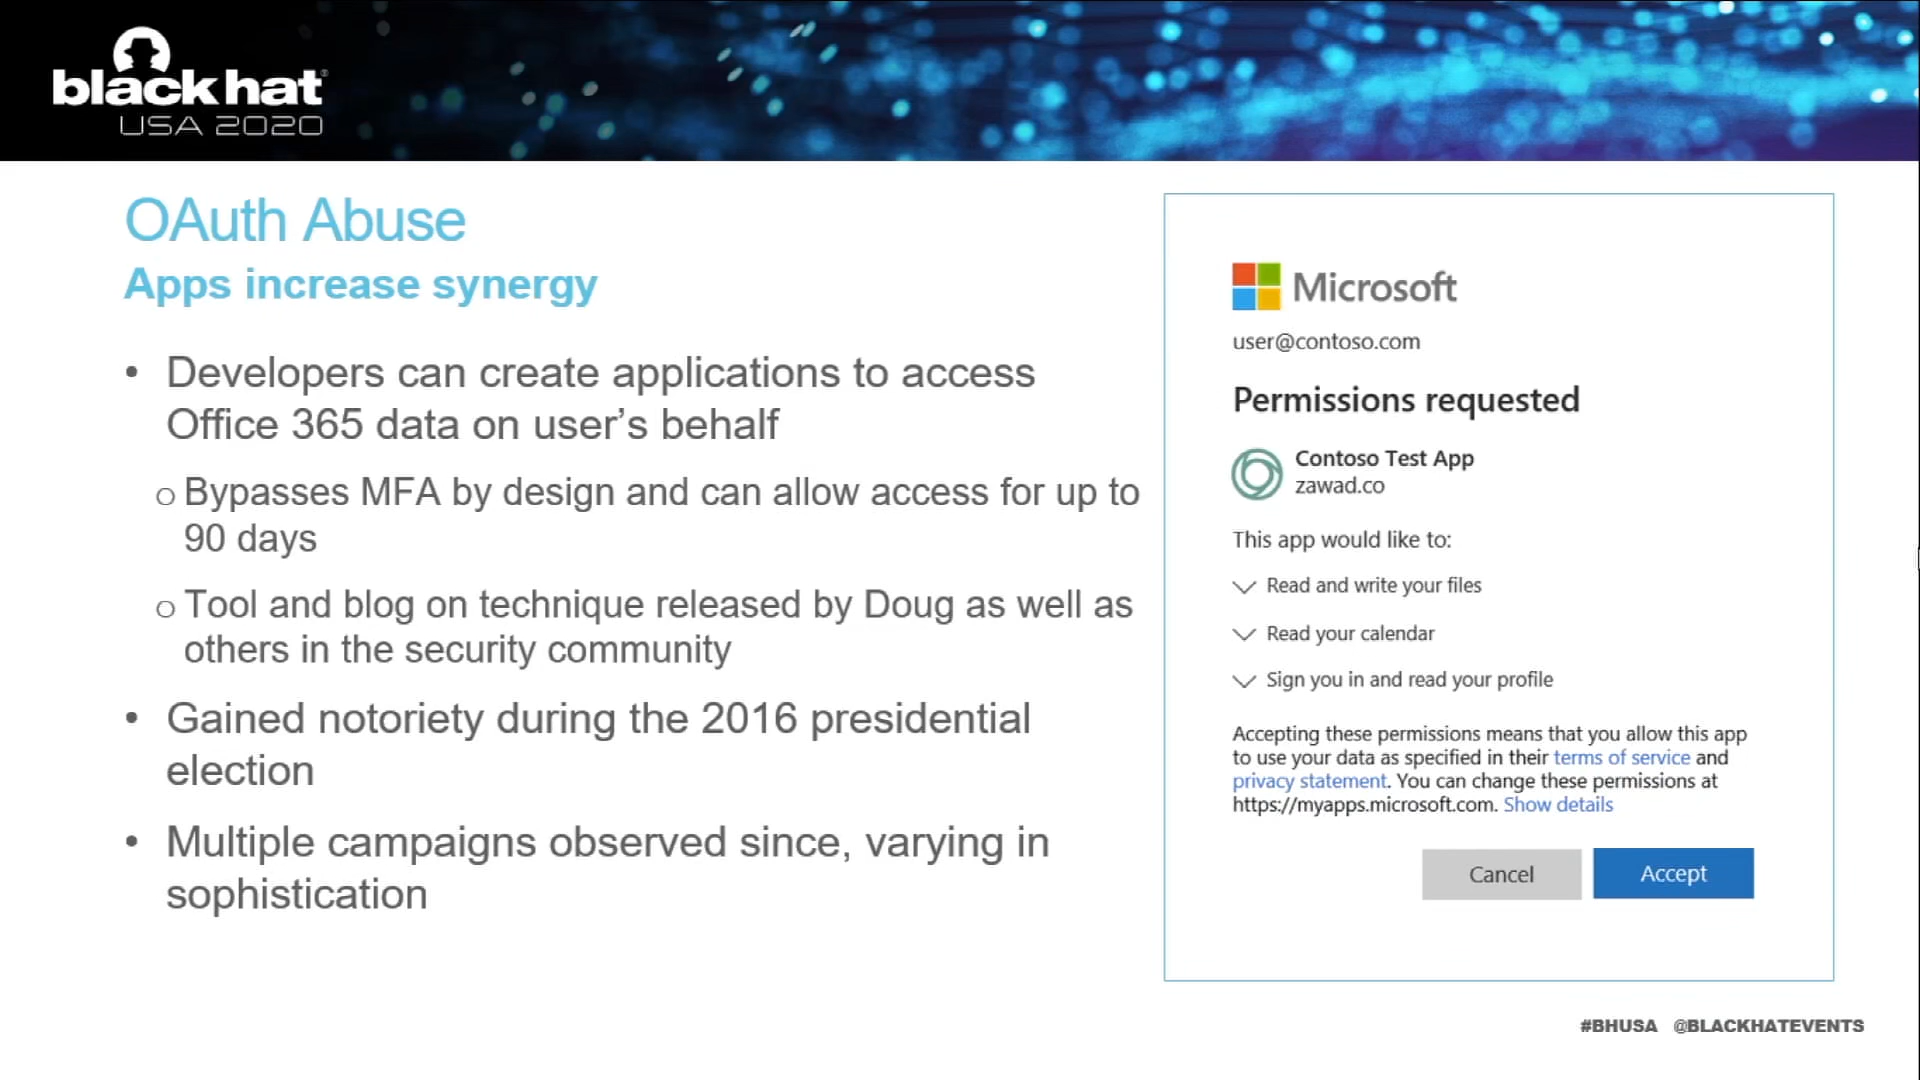 black hat
USA 2020
OAuth Abuse
Apps increase synergy
• Developers can create applications to access
Office 365 data on user's behalf
o Bypasses MFA by design and can allow access for up to
90 days
o Tool and blog on technique released by Doug as well as
others in the security community
• Gained notoriety during the 2016 presidential
election
• Multiple campaigns observed since, varying in
sophistication
Microsoft
user@contoso.com
Permissions requested
Contoso Test App
zawad.co
This app would like to:
Read and write your files
Read your calendar
Sign you in and read your profile
Accepting these permissions means that you allow this app
to use your data as specified in their terms of service and
privacy statement. You can change these permissions at
https://myapps.microsoft.com. Show details
Cancel
Accept
#BHUSA @BLACKHATEVENTS